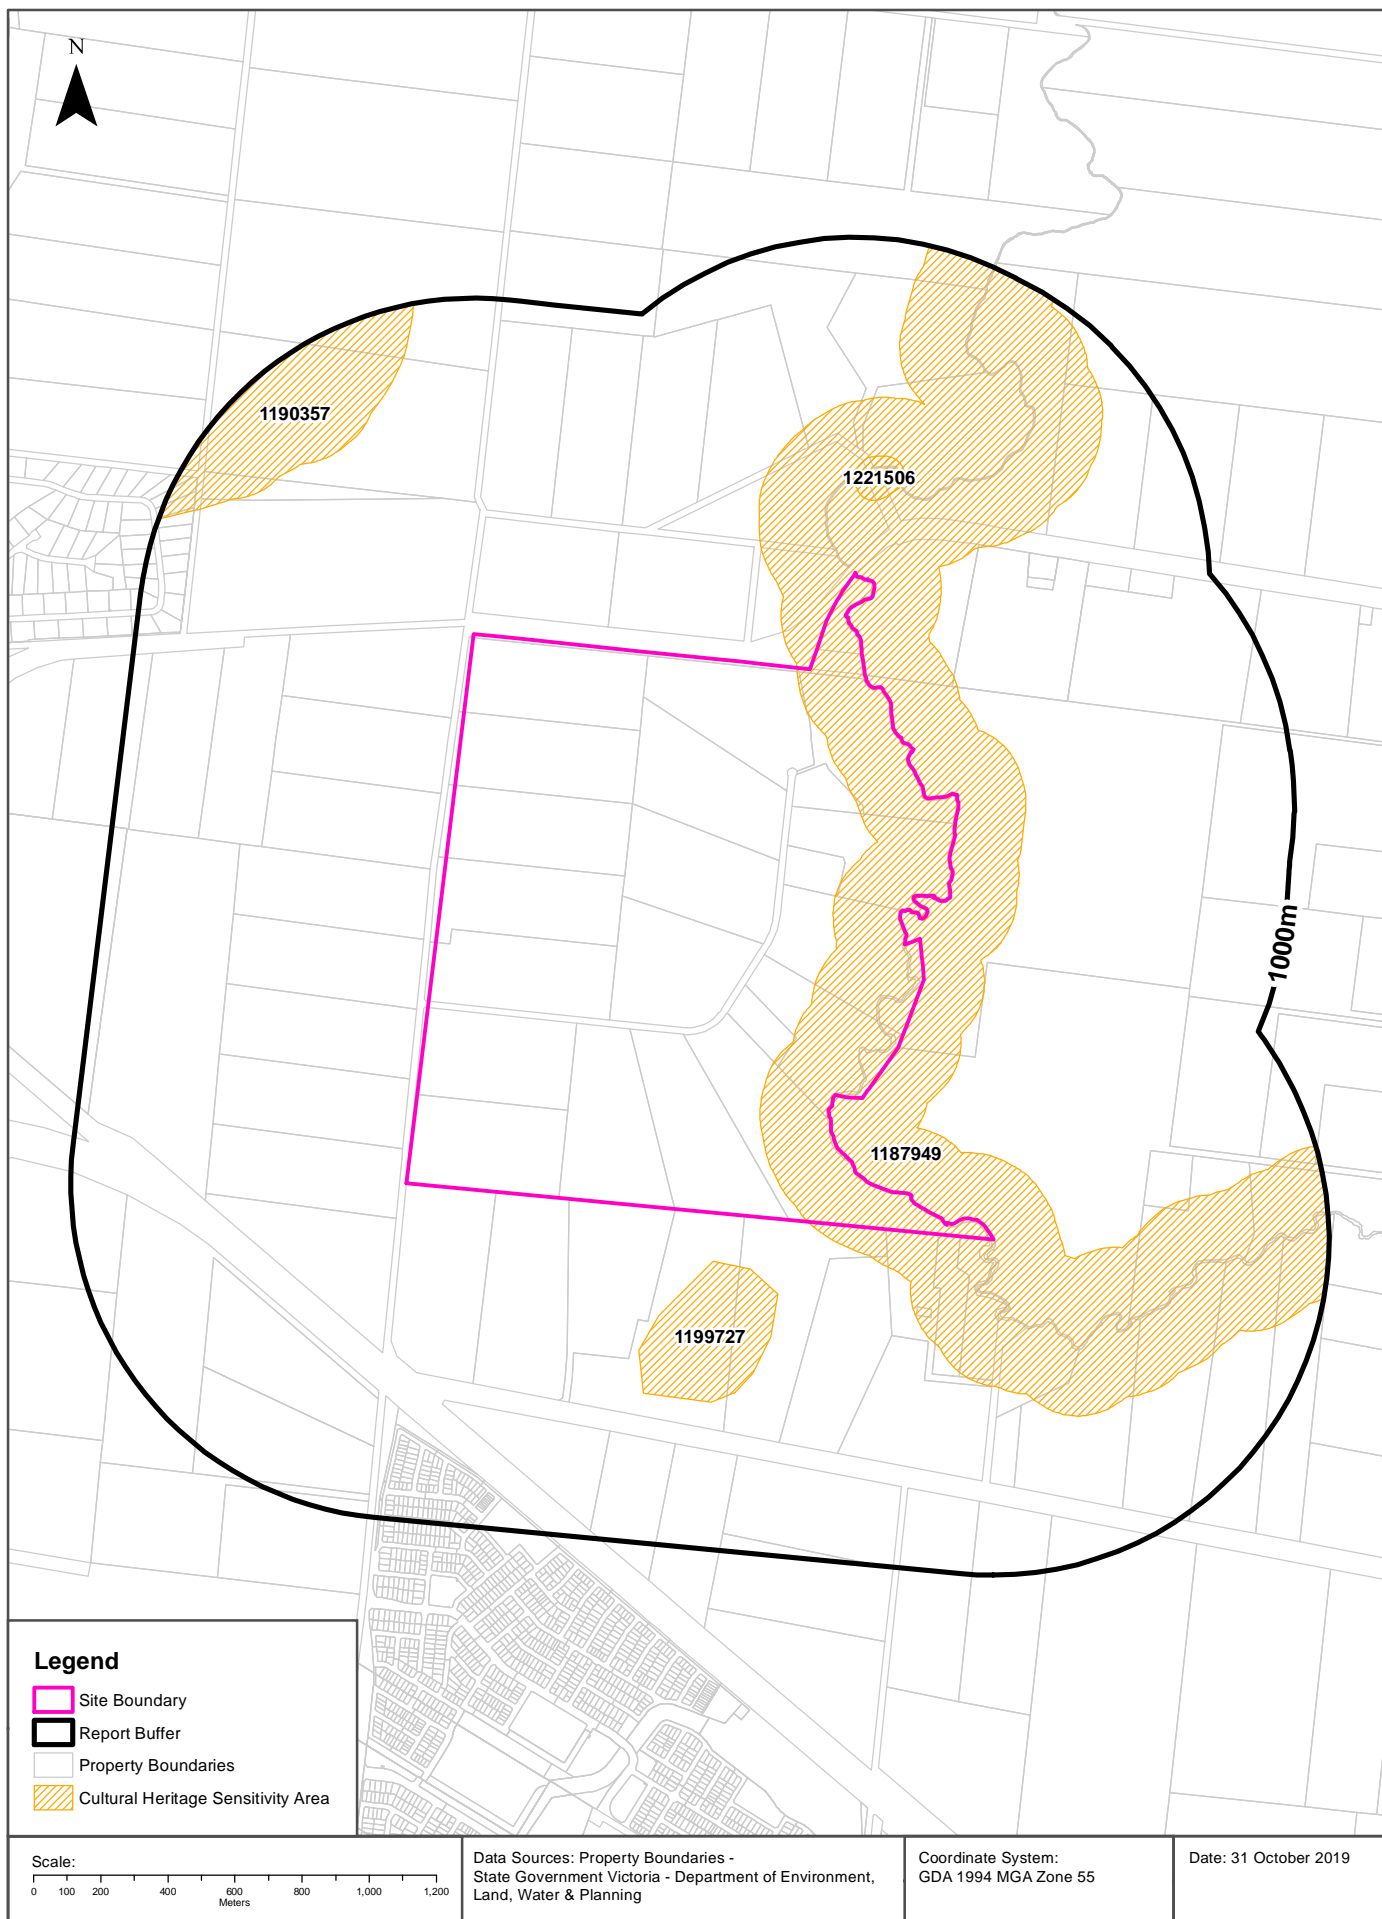 N
1190357
1221506
1000m
1187949
1199727
Legend
Site Boundary
Report Buffer
Property Boundaries
Cultural Heritage Sensitivity Area
Scale:
0 100 200 400 600 800 1,000 1,200
Meters
Data Sources: Property Boundaries -
State Government Victoria - Department of Environment,
Land, Water & Planning
Coordinate System:
GDA 1994 MGA Zone 55
Date: 31 October 2019